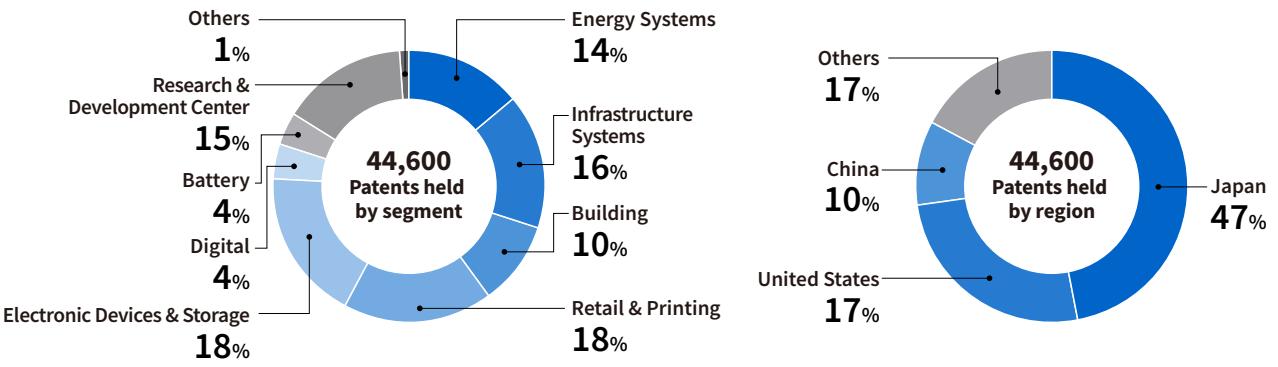 Others
1%
Research &
Development Center
15%
Battery
4%
Digital
4%
Electronic Devices & Storage
18%
44,600
Patents held
by segment
Energy Systems
14%
Infrastructure
Systems
16%
Building
10%
Retail & Printing
18%
Others
17%
China
10%
United States
17%
44,600
Patents held
by region
Japan
47%